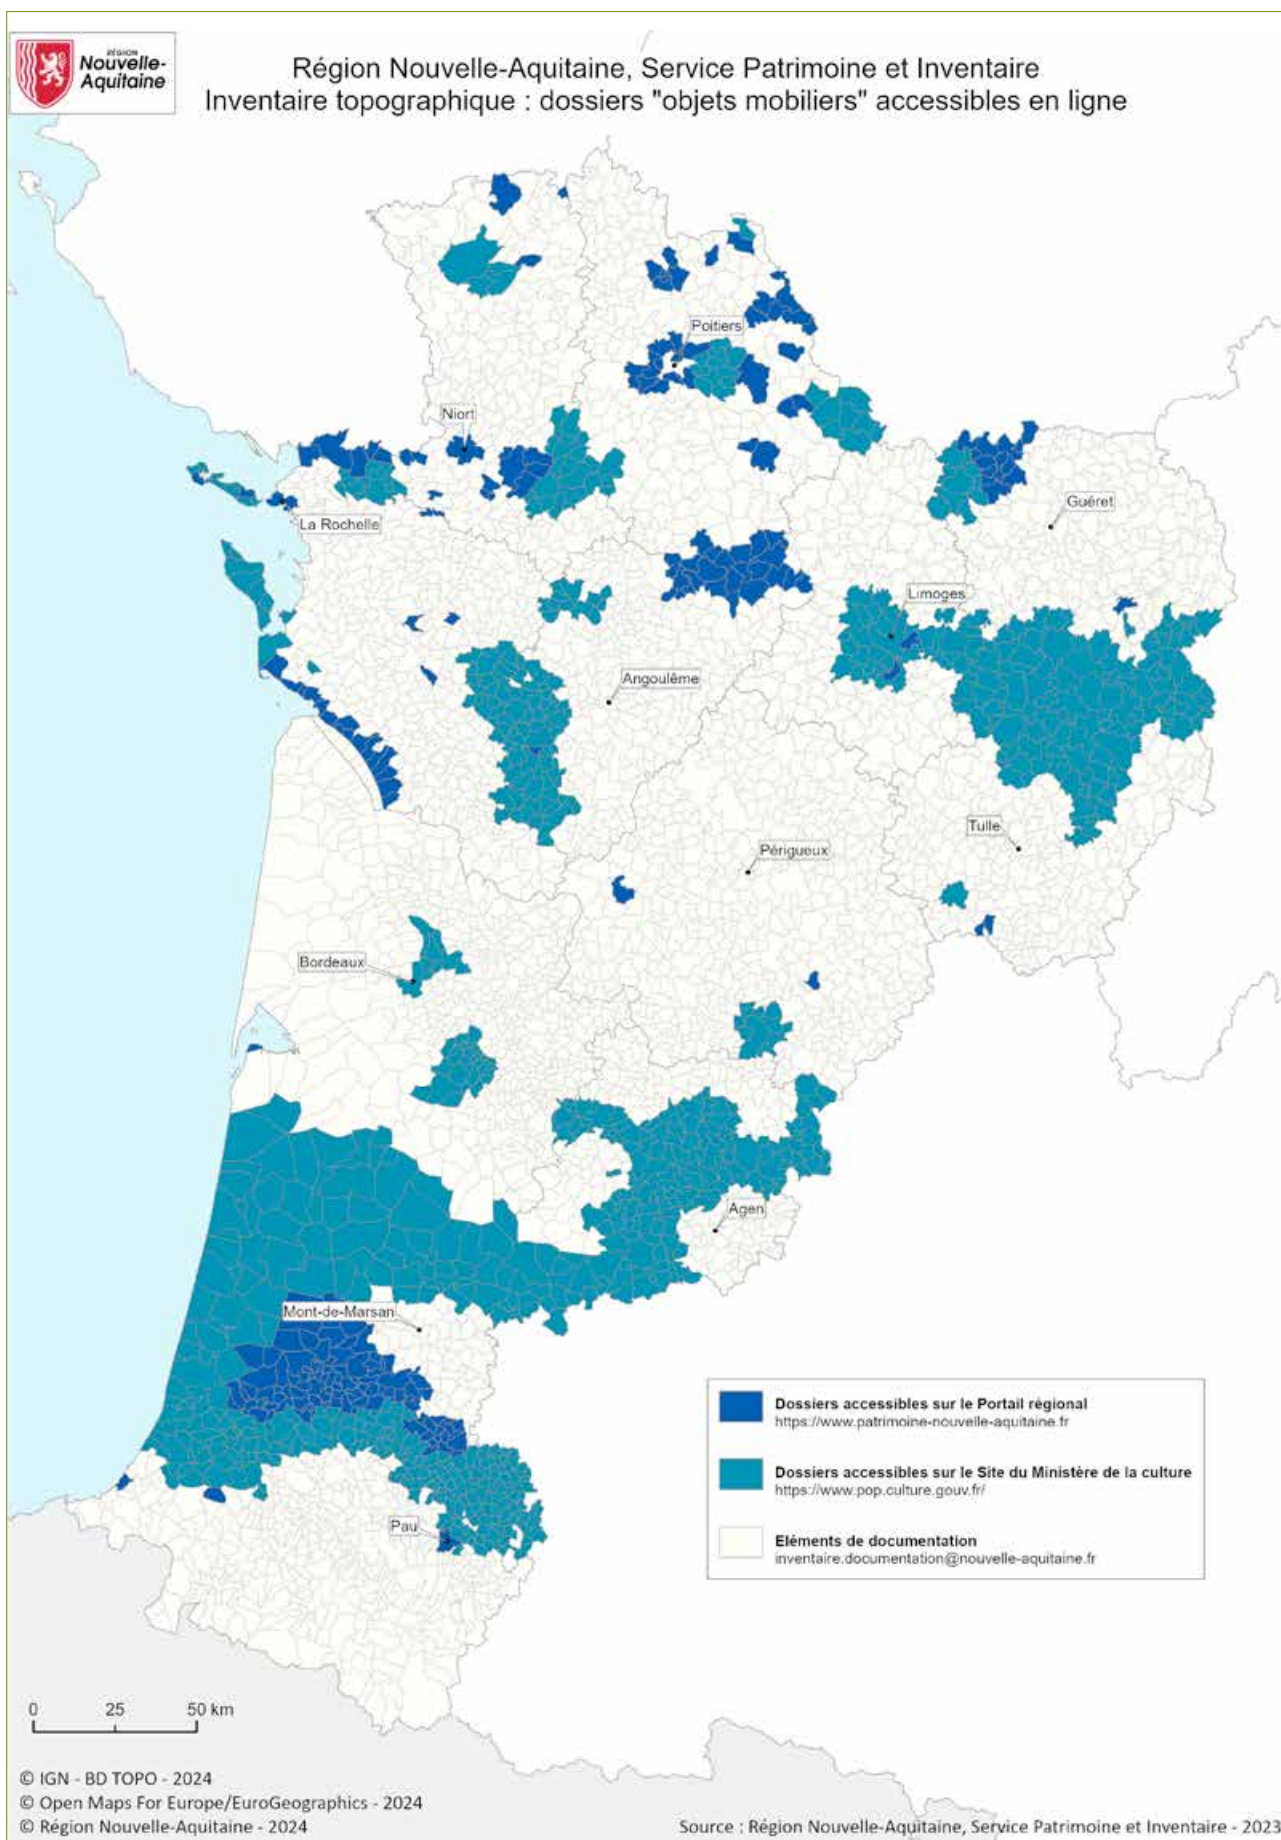 RÉGION
Nouvelle-
Aquitaine
Région Nouvelle-Aquitaine, Service Patrimoine et Inventaire
Inventaire topographique : dossiers "objets mobiliers" accessibles en ligne
Poitiers
Niort
La Rochelle
Guéret
Limoges
Angoulême
Tulle
Périgueux
Bordeaux
Agen
Mont-de-Marsan
Pau
Dossiers accessibles sur le Portail régional
https://www.patrimoine-nouvelle-aquitaine.fr
Dossiers accessibles sur le Site du Ministère de la culture
https://www.pop.culture.gouv.fr/
Eléments de documentation
inventaire.documentation@nouvelle-aquitaine.fr
0 25 50 km
© IGN - BD TOPO - 2024
© Open Maps For Europe/EuroGeographics - 2024
© Région Nouvelle-Aquitaine - 2024
Source : Région Nouvelle-Aquitaine, Service Patrimoine et Inventaire - 2023